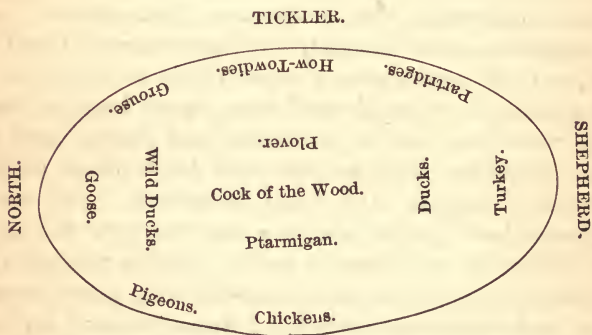 TICKLER.
How-Towdies.
Partridges.
Grouse.
Plover.
NORTH.
Goose.
Wild Ducks.
Cock of the Wood.
Ducks.
Turkey.
SHEPHERD.
Ptarmigan.
Pigeons.
Chickens.